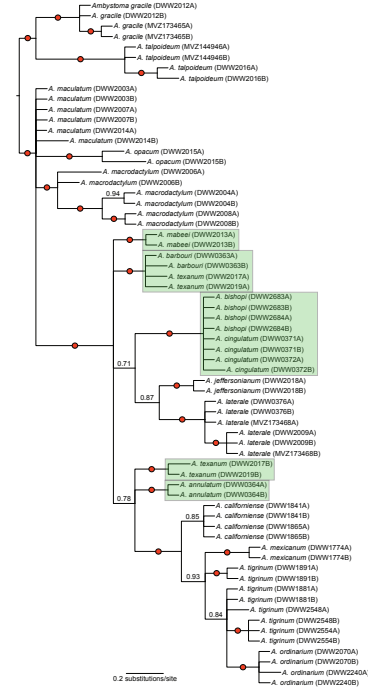 Ambystoma gracile (DWW2012A)
A. gracile (DWW2012B)
A. gracile (MVZ173465A)
A. gracile (MVZ173465B)
A. talpoideum (MVZ144946A)
A. talpoideum (MVZ144946B)
A. talpoideum (DWW2016A)
A. talpoideum (DWW2016B)
A. maculatum (DWW2003A)
A. maculatum (DWW2003B)
A. maculatum (DWW2007A)
A. maculatum (DWW2007B)
A. maculatum (DWW2014A)
A. maculatum (DWW2014B)
A. opacum (DWW2015A)
A. opacum (DWW2015B)
A. macrodactylum (DWW2006A)
A. macrodactylum (DWW2006B)
0.94
A. macrodactylum (DWW2004A)
A. macrodactylum (DWW2004B)
A. macrodactylum (DWW2008A)
A. macrodactylum (DWW2008B)
A. mabeei (DWW2013A)
A. mabeei (DWW2013B)
A. barbouri (DWW0363A)
A. barbouri (DWW0363B)
A. texanum (DWW2017A)
A. texanum (DWW2019A)
A. bishopi (DWW2683A)
A. bishopi (DWW2683B)
A. bishopi (DWW2684A)
A. bishopi (DWW2684B)
A. cingulatum (DWW0371A)
A. cingulatum (DWW0371B)
A. cingulatum (DWW0372A)
A. cingulatum (DWW0372B)
0.71
A. jeffersonianum (DWW2018A)
A. jeffersonianum (DWW2018B)
0.87
A. laterale (DWW0376A)
A. laterale (DWW0376B)
A. laterale (MVZ173468A)
A. laterale (DWW2009A)
A. laterale (DWW2009B)
A. laterale (MVZ173468B)
A. texanum (DWW2017B)
A. texanum (DWW2019B)
0.78
A. annulatum (DWW0364A)
A. annulatum (DWW0364B)
A. californiense (DWW1841A)
0.85
A. californiense (DWW1841B)
A. californiense (DWW1865A)
A. californiense (DWW1865B)
A. mexicanum (DWW1774A)
A. mexicanum (DWW1774B)
A. tigrinum (DWW1891A)
0.93
A. tigrinum (DWW1891B)
A. tigrinum (DWW1881A)
A. tigrinum (DWW1881B)
A. tigrinum (DWW2548A)
0.84
A. tigrinum (DWW2548B)
A. tigrinum (DWW2554A)
A. tigrinum (DWW2554B)
A. ordinarium (DWW2070A)
A. ordinarium (DWW2070B)
A. ordinarium (DWW2240A)
A. ordinarium (DWW2240B)
0.2 substitutions/site